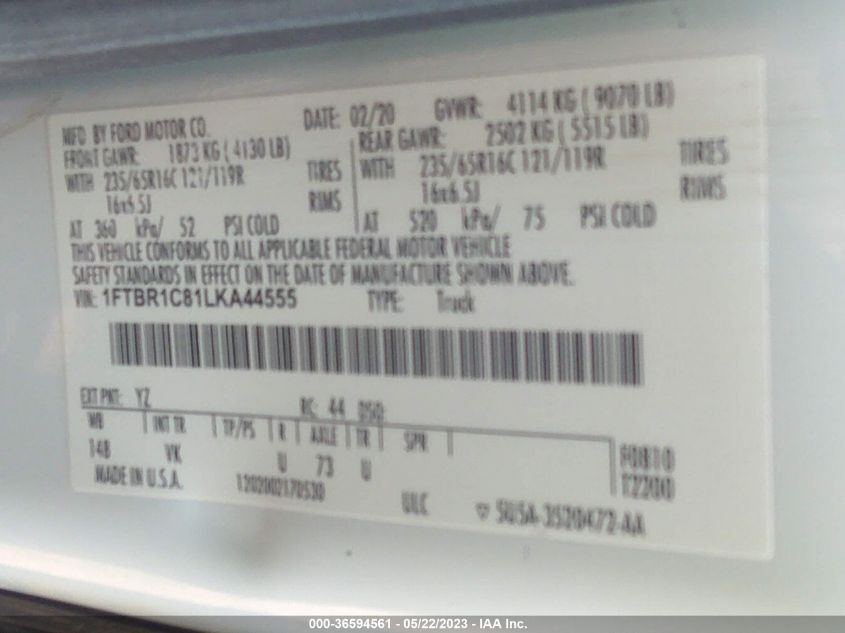 MFD BY FORD MOTOR CO. DATE: 02/20 GVWR: 4114 KG ( 9070 LB)
FRONT GAWR: 1873 KG ( 4130 LB) REAR GAWR: 2502 KG ( 5515 LB)
WITH 235/65R16C 121/119R TIRES WITH 235/65R16C 121/119R TIRES
16x6.5J RIMS 16x6.5J RIMS
AT 360 kPa/ 52 PSI COLD AT 520 kPa/ 75 PSI COLD
THIS VEHICLE CONFORMS TO ALL APPLICABLE FEDERAL MOTOR VEHICLE
SAFETY STANDARDS IN EFFECT ON THE DATE OF MANUFACTURE SHOWN ABOVE.
VIN: 1FTBR1C81LKA44555 TYPE: Truck
EXT PNT: YZ RC: 44 DSO:
WB INT TR TP/PS R AXLE TR SPR
148 VK U 73 U
MADE IN U.S.A. 1202002170530 ULC
T2200
000-36594561 - 05/22/2023 - IAA Inc.